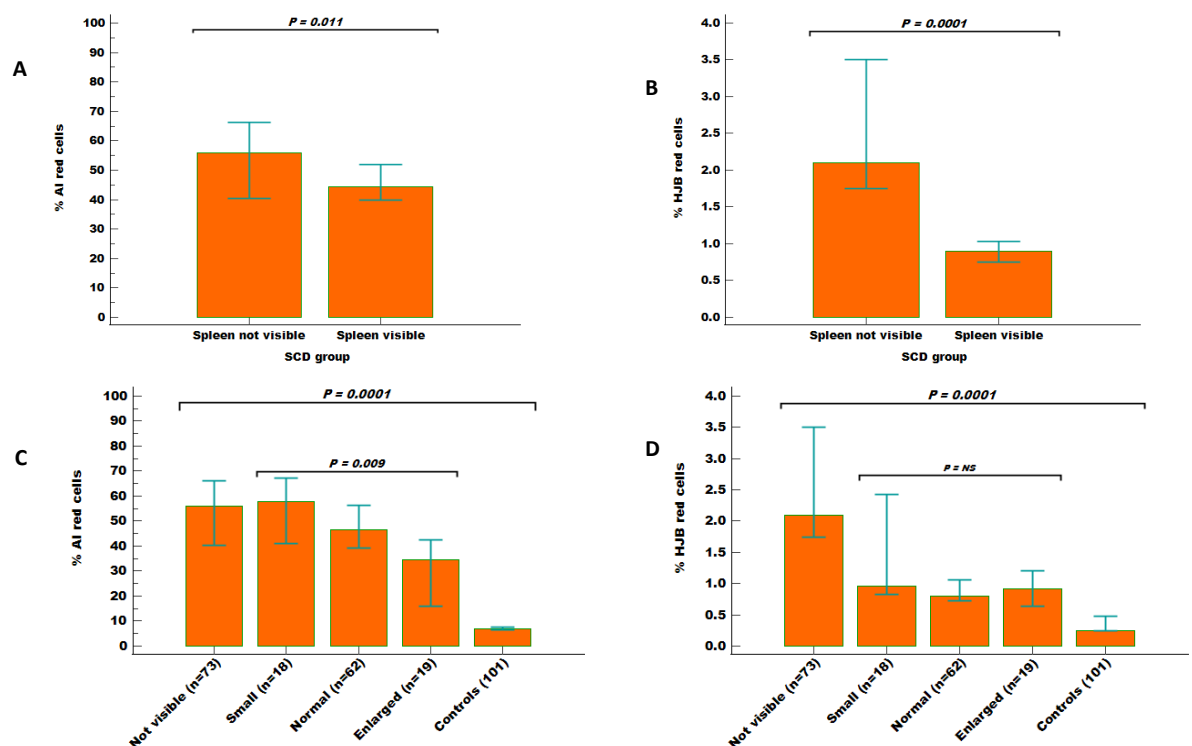 A
P = 0.011
% AI red cells
100
90
80
70
60
50
40
30
20
10
0
Spleen not visible
Spleen visible
SCD group
B
P = 0.0001
% HJB red cells
4.0
3.5
3.0
2.5
2.0
1.5
1.0
0.5
0.0
Spleen not visible
Spleen visible
SCD group
C
P = 0.0001
P = 0.009
% AI red cells
100
90
80
70
60
50
40
30
20
10
0
Not visible (n=73)
Small (n=18)
Normal (n=62)
Enlarged (n=19)
Controls (101)
D
P = 0.0001
P = NS
% HJB red cells
4.0
3.5
3.0
2.5
2.0
1.5
1.0
0.5
0.0
Not visible (n=73)
Small (n=18)
Normal (n=62)
Enlarged (n=19)
Controls (101)